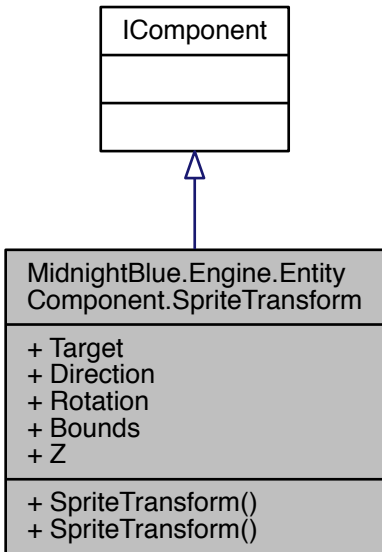 IComponent
MidnightBlue.Engine.Entity
Component.SpriteTransform
+ Target
+ Direction
+ Rotation
+ Bounds
+ Z
+ SpriteTransform()
+ SpriteTransform()